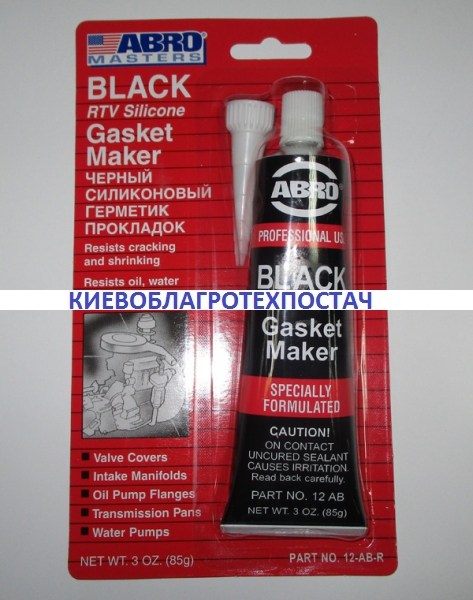 ABRO
MASTERS
BLACK
RTV Silicone
Gasket
Maker
ЧЕРНЫЙ
СИЛИКОНОВЫЙ
ГЕРМЕТИК
ПРОКЛАДОК
Resists cracking
and shrinking
Resists oil, water
КИЕВОБЛАГРОТЕХПОСТАЧ
Valve Covers
Intake Manifolds
Oil Pump Flanges
Transmission Pans
Water Pumps
NET WT. 3 OZ. (85g)
PART NO. 12-AB-R
ABRO
PROFESSIONAL US
BLACK
Gasket
Maker
SPECIALLY
FORMULATED
CAUTION!
ON CONTACT
UNCURED SEALANT
CAUSES IRRITATION.
Read back carefully.
PART NO. 12 AB
NET WT. 3 OZ. (85g)